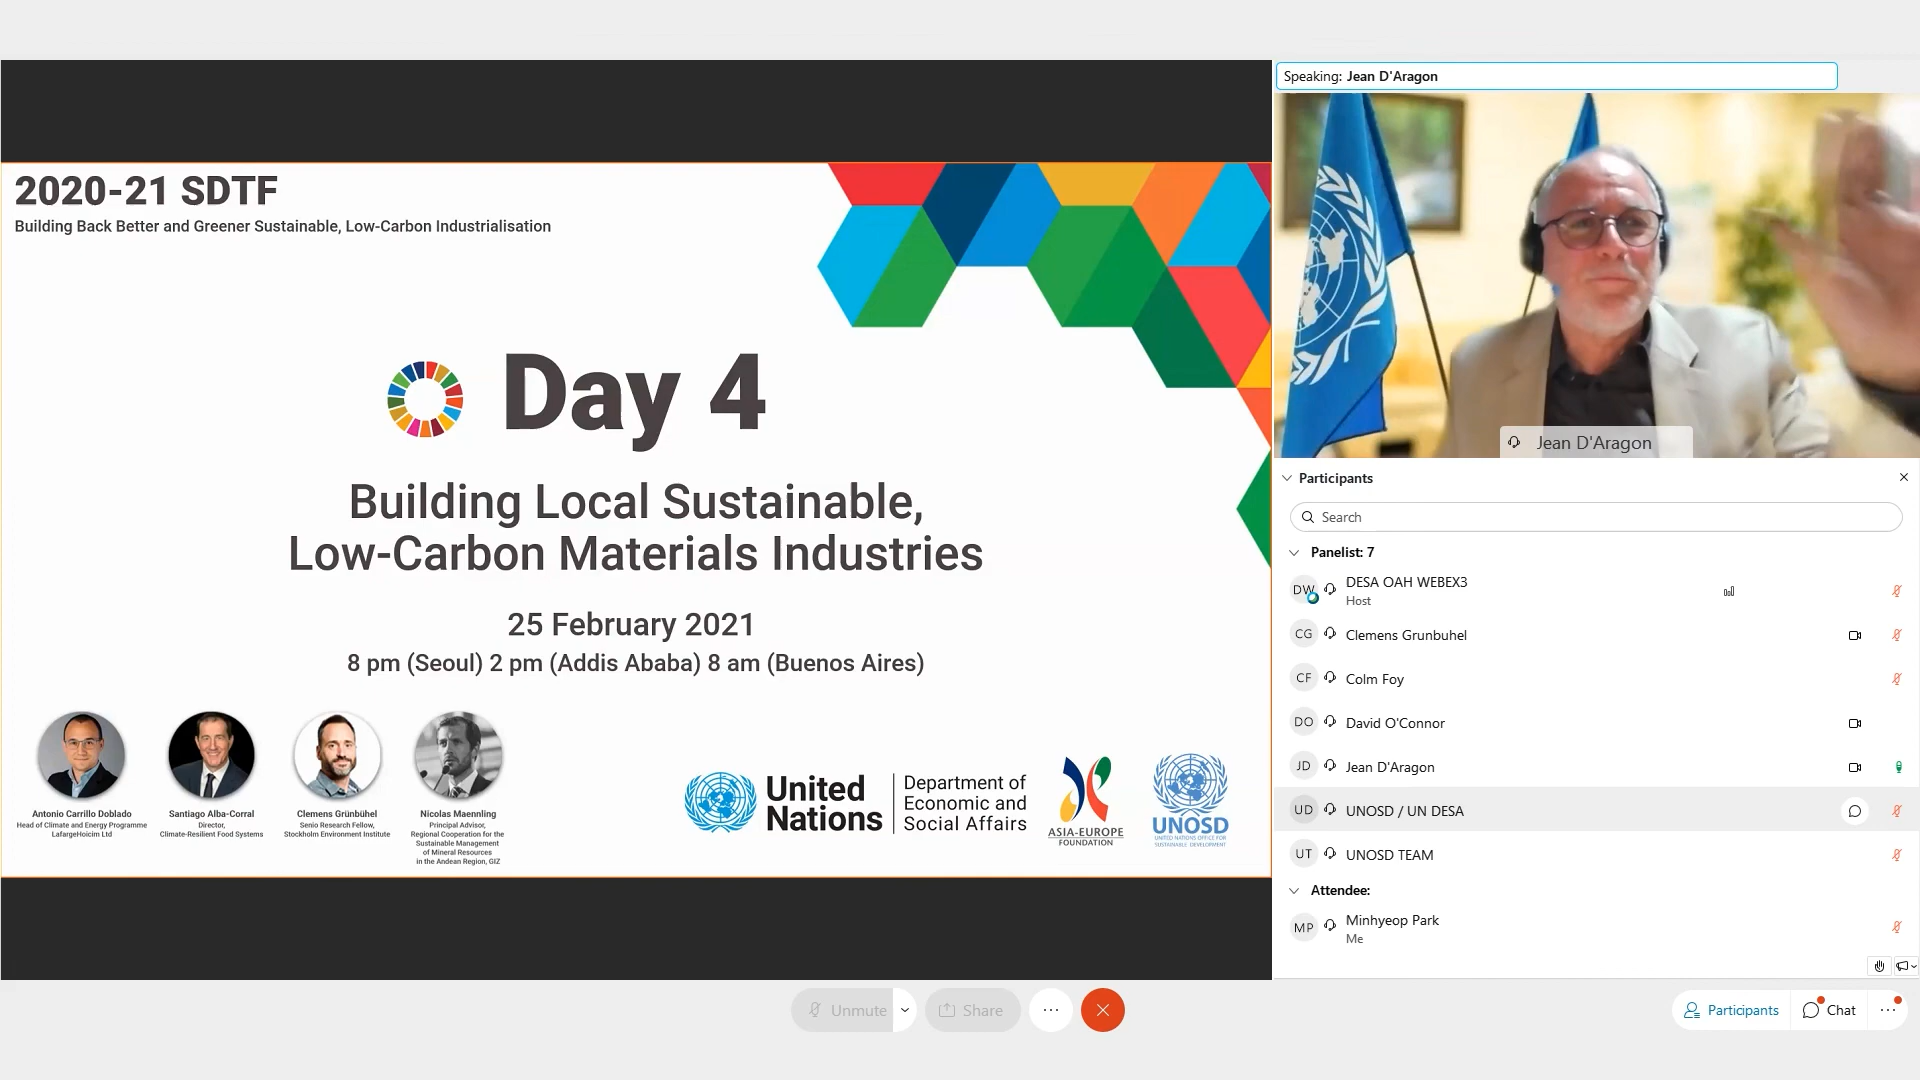 2020-21 SDTF
Building Back Better and Greener Sustainable, Low-Carbon Industrialisation
Day 4
Building Local Sustainable,
Low-Carbon Materials Industries
25 February 2021
8 pm (Seoul) 2 pm (Addis Ababa) 8 am (Buenos Aires)
Antonio Carrillo Doblado
Head of Climate and Energy Programme
LafargeHolcim Ltd
Santiago Alba-Corral
Director,
Climate-Resilient Food Systems
Clemens Grünbühel
Senio Research Fellow,
Stockholm Environment Institute
Nicolas Maennling
Principal Advisor,
Regional Cooperation for the
Sustainable Management
of Mineral Resources
in the Andean Region, GIZ
United
Nations
Department of
Economic and
Social Affairs
ASIA-EUROPE
FOUNDATION
UNOSD
UNITED NATIONS OFFICE FOR
SUSTAINABLE DEVELOPMENT
Speaking: Jean D'Aragon
Jean D'Aragon
Participants
Search
Panelist: 7
DW DESA OAH WEBEX3
Host
CG Clemens Grunbuhel
CF Colm Foy
DO David O'Connor
JD Jean D'Aragon
UD UNOSD / UN DESA
UT UNOSD TEAM
Attendee:
MP Minhyeop Park
Me
Unmute
Share
Participants
Chat